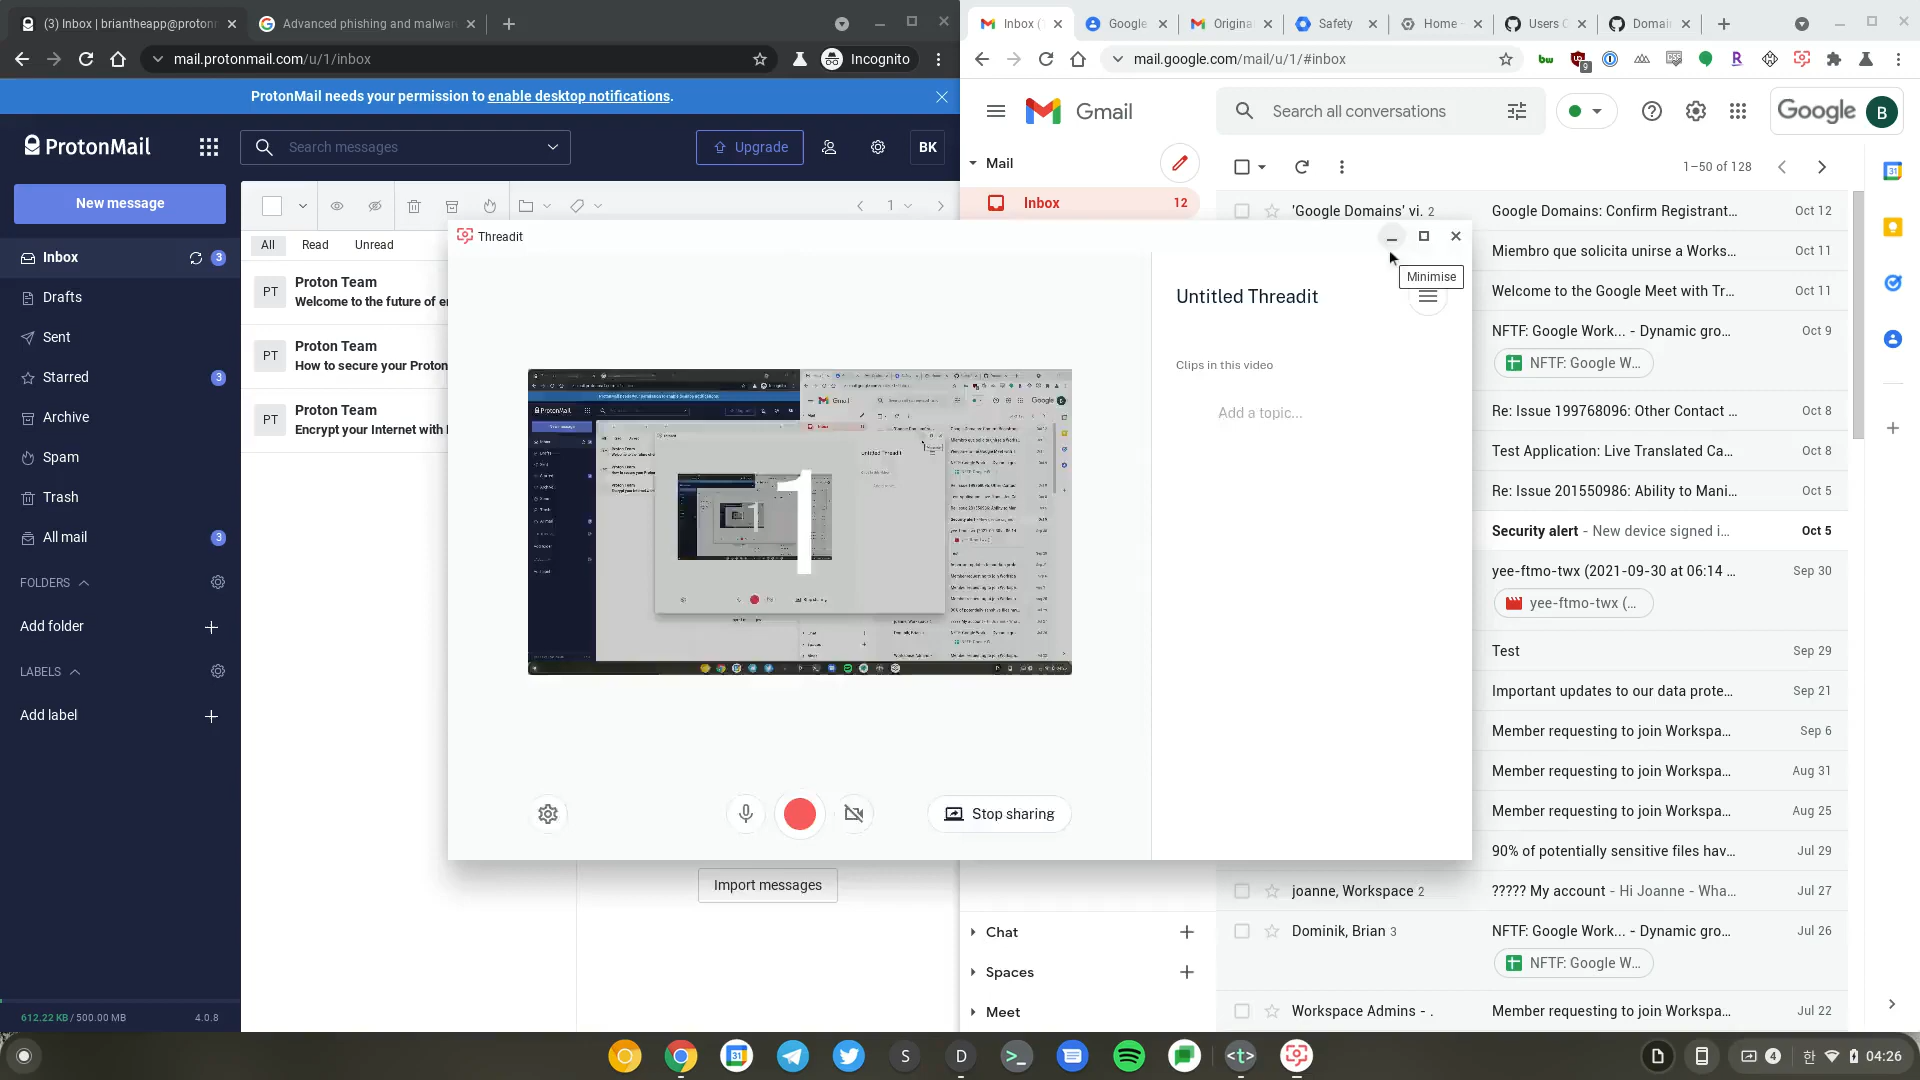 (3) Inbox | briantheapp@proton
Advanced phishing and malwar
mail.protonmail.com/u/1/inbox
Incognito
ProtonMail needs your permission to enable desktop notifications.
ProtonMail
Search messages
Upgrade
BK
New message
1
All
Read
Unread
Inbox
3
Drafts
Sent
Starred
3
Archive
Spam
Trash
All mail
3
FOLDERS
Add folder
LABELS
Add label
612.22 KB / 500.00 MB
4.0.8
PT
Proton Team
Welcome to the future of e
PT
Proton Team
How to secure your Proton
PT
Proton Team
Encrypt your Internet with
Import messages
Threadit
Minimise
Untitled Threadit
Clips in this video
Add a topic...
1
Stop sharing
Inbox (
Google
Origina
Safety
Home -
Users C
Domai
mail.google.com/mail/u/1/#inbox
9
Gmail
Search all conversations
Google
B
Mail
1–50 of 128
Inbox
12
'Google Domains' vi. 2
Google Domains: Confirm Registrant...
Oct 12
Miembro que solicita unirse a Works...
Oct 11
Welcome to the Google Meet with Tr...
Oct 11
NFTF: Google Work... - Dynamic gro...
Oct 9
NFTF: Google W...
Re: Issue 199768096: Other Contact ...
Oct 8
Test Application: Live Translated Ca...
Oct 8
Re: Issue 201550986: Ability to Mani...
Oct 5
Security alert - New device signed i...
Oct 5
yee-ftmo-twx (2021-09-30 at 06:14 ...
Sep 30
yee-ftmo-twx (...
Test
Sep 29
Important updates to our data prote...
Sep 21
Member requesting to join Workspa...
Sep 6
Member requesting to join Workspa...
Aug 31
Member requesting to join Workspa...
Aug 25
90% of potentially sensitive files hav...
Jul 29
joanne, Workspace 2
????? My account - Hi Joanne - Wha...
Jul 27
Dominik, Brian 3
NFTF: Google Work... - Dynamic gro...
Jul 26
NFTF: Google W...
Workspace Admins - .
Member requesting to join Workspa...
Jul 22
Chat
Spaces
Meet
31
31
S
D
4
한
04:26